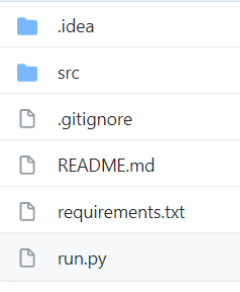 .idea
src
.gitignore
README.md
requirements.txt
run.py